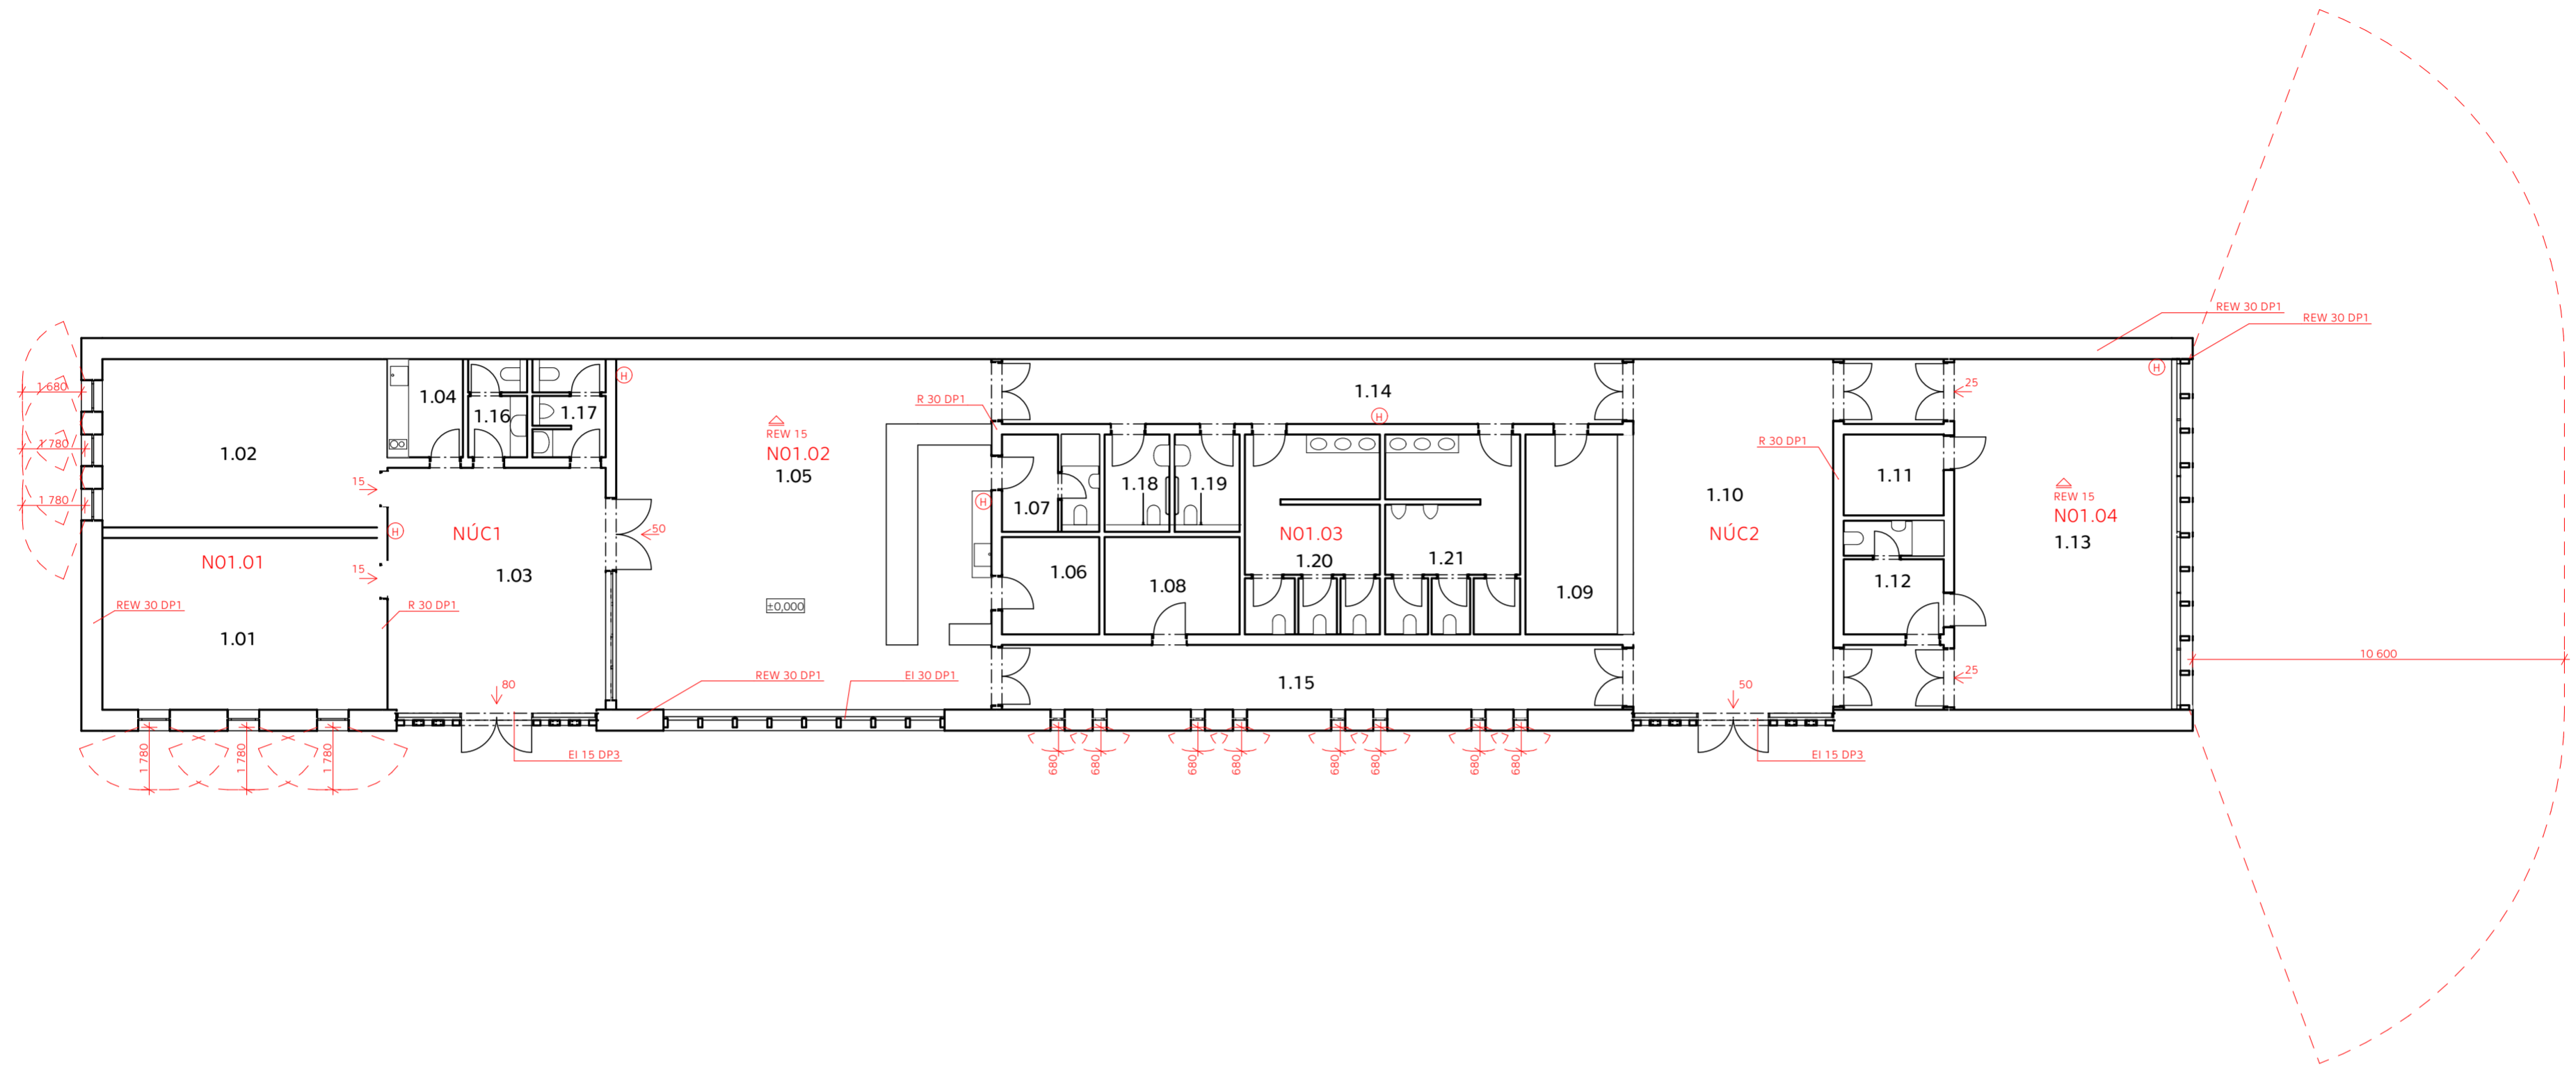 REW 30 DP1
REW 30 DP1
1 680
1 780
1 780
1.02
1.04
1.16
1.17
H
REW 15
N01.02
1.05
R 30 DP1
1.14
H
25
H
15
H
NÚC1
50
N01.01
15
1.03
REW 30 DP1
R 30 DP1
1.01
±0,000
H
1.07
1.18
1.19
N01.03
1.20
1.21
1.06
1.08
1.09
1.10
NÚC2
R 30 DP1
1.11
1.12
REW 15
N01.04
1.13
80
REW 30 DP1
EI 30 DP1
1.15
50
25
10 600
1 780
1 780
1 780
EI 15 DP3
680
680
680
680
680
680
680
680
EI 15 DP3